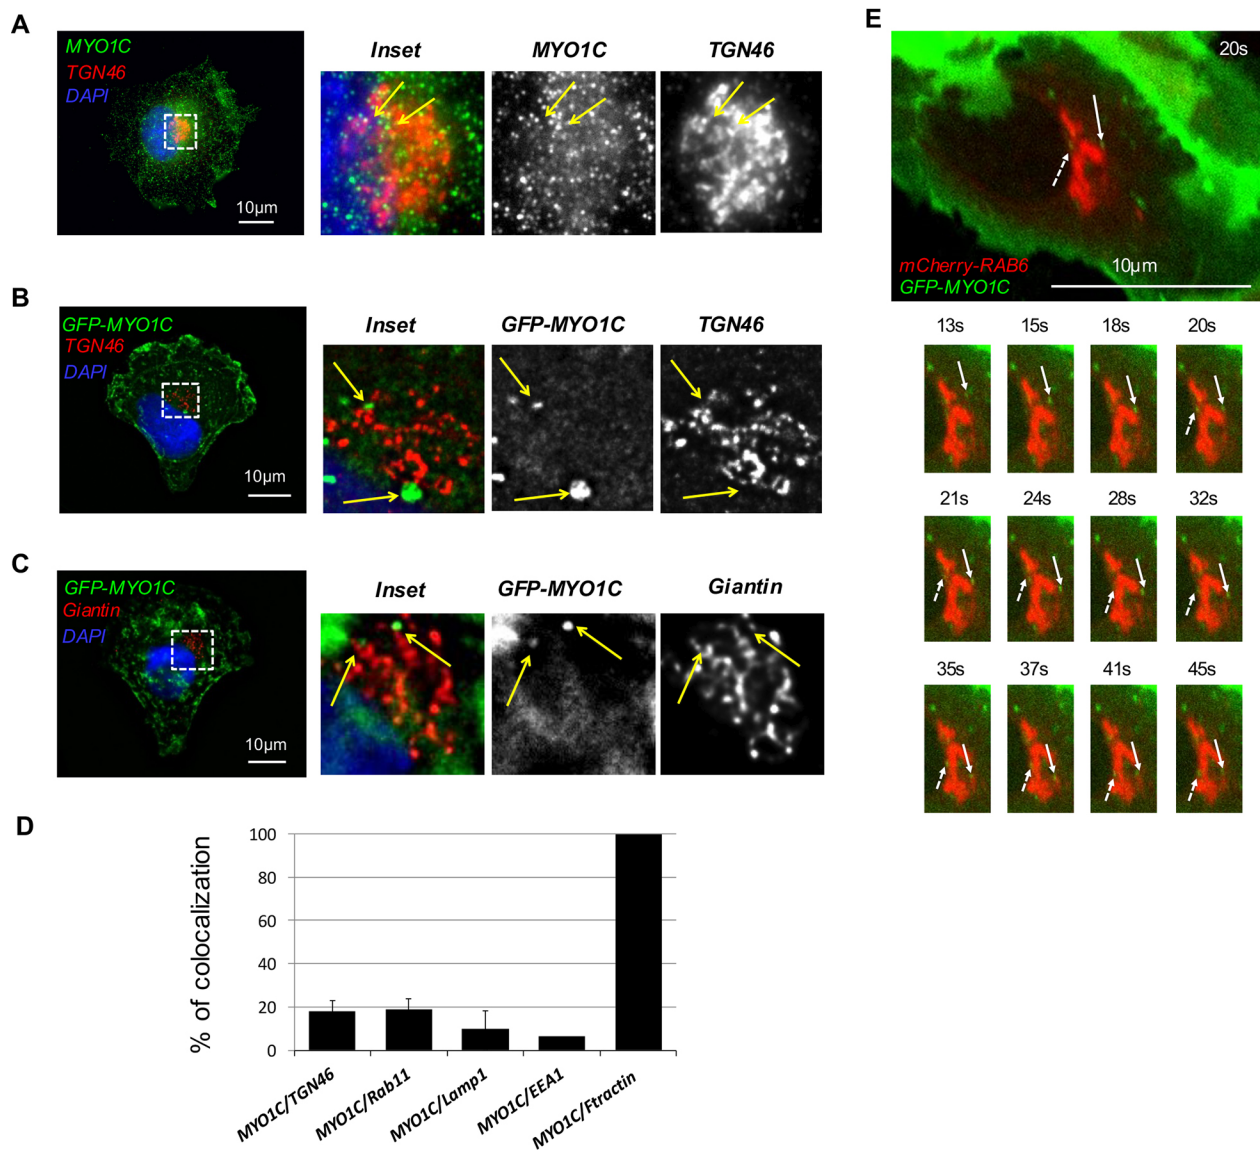 A
MYO1C
TGN46
DAPI
10µm
Inset
MYO1C
TGN46
B
GFP-MYO1C
TGN46
DAPI
10µm
Inset
GFP-MYO1C
TGN46
C
GFP-MYO1C
Giantin
DAPI
10µm
Inset
GFP-MYO1C
Giantin
D
% of colocalization
100
80
60
40
20
0
MYO1C/TGN46
MYO1C/Rab11
MYO1C/Lamp1
MYO1C/EEA1
MYO1C/Ftractin
E
20s
mCherry-RAB6
GFP-MYO1C
10µm
13s 15s 18s 20s
21s 24s 28s 32s
35s 37s 41s 45s